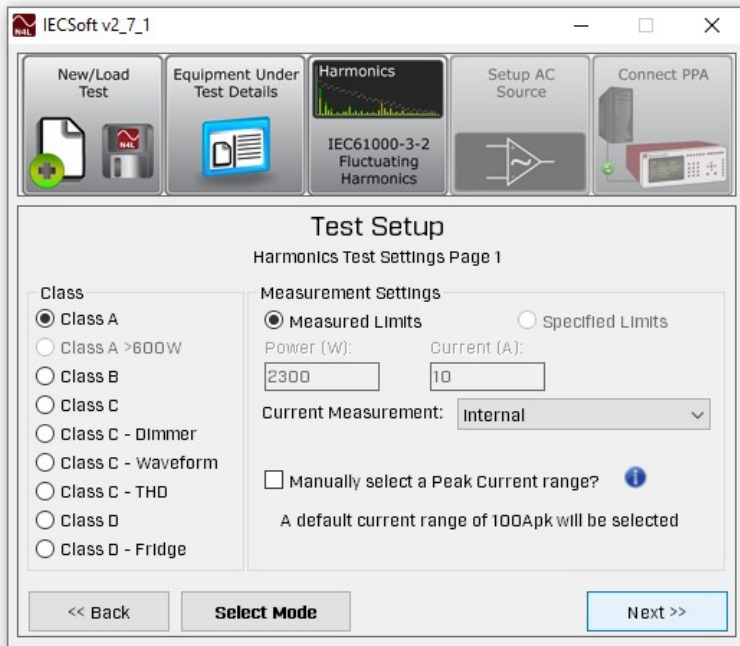 N4L IECSoft v2_7_1
New/Load
Test
N4L
Equipment Under
Test Details
Harmonics
IEC61000-3-2
Fluctuating
Harmonics
Setup AC
Source
Connect PPA
Test Setup
Harmonics Test Settings Page 1
Class
Class A
Class A >600W
Class B
Class C
Class C - Dimmer
Class C - Waveform
Class C - THD
Class D
Class D - Fridge
Measurement Settings
Measured Limits
Specified Limits
Power (W):
Current (A):
2300
10
Current Measurement: Internal
Manually select a Peak Current range?
A default current range of 100Apk will be selected
<< Back
Select Mode
Next >>